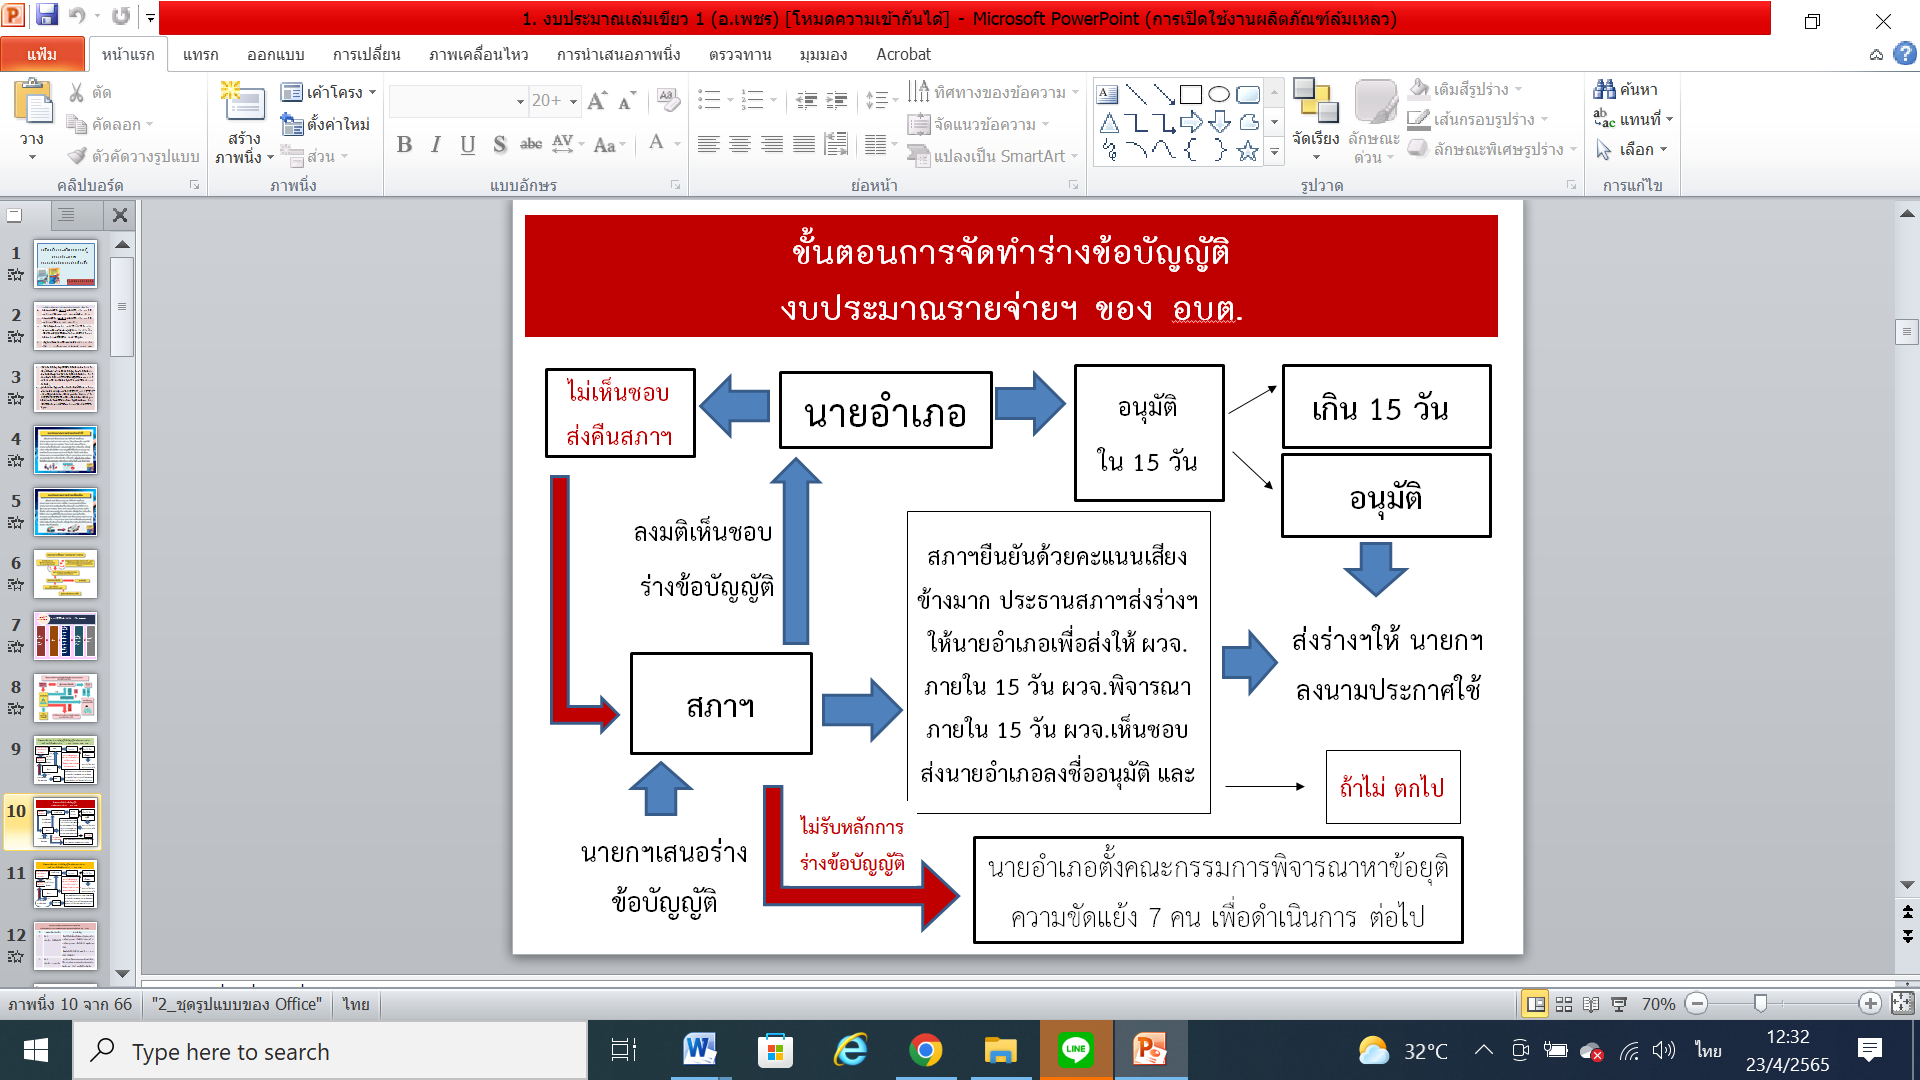 1. งบประมาณเล่มเขียว 1 (อ.เพชร) [โหมดความเข้ากันได้] - Microsoft PowerPoint (การเปิดใช้งานผลิตภัณฑ์ล้มเหลว)
แฟ้ม หน้าแรก แทรก ออกแบบ การเปลี่ยน ภาพเคลื่อนไหว การนำเสนอภาพนิ่ง ตรวจทาน มุมมอง Acrobat
วาง
ตัด
คัดลอก
ตัวคัดวางรูปแบบ
คลิปบอร์ด
สร้าง
ภาพนิ่ง
เค้าโครง
ตั้งค่าใหม่
ส่วน
ภาพนิ่ง
20+
แบบอักษร
ทิศทางของข้อความ
จัดแนวข้อความ
แปลงเป็น SmartArt
ย่อหน้า
จัดเรียง
ลักษณะ
ด่วน
เติมสีรูปร่าง
เส้นกรอบรูปร่าง
ลักษณะพิเศษรูปร่าง
รูปวาด
ค้นหา
แทนที่
เลือก
การแก้ไข
1
2
3
4
5
6
7
8
9
10
11
12
ขั้นตอนการจัดทำร่างข้อบัญญัติ
งบประมาณรายจ่ายฯ ของ อบต.
ไม่เห็นชอบ
ส่งคืนสภาฯ
นายอำเภอ
อนุมัติ
ใน 15 วัน
เกิน 15 วัน
อนุมัติ
ลงมติเห็นชอบ
ร่างข้อบัญญัติ
สภาฯยืนยันด้วยคะแนนเสียง
ข้างมาก ประธานสภาฯส่งร่างฯ
ให้นายอำเภอเพื่อส่งให้ ผวจ.
ภายใน 15 วัน ผวจ.พิจารณา
ภายใน 15 วัน ผวจ.เห็นชอบ
ส่งนายอำเภอลงชื่ออนุมัติ และ
ส่งร่างฯให้ นายกฯ
ลงนามประกาศใช้
สภาฯ
ถ้าไม่ ตกไป
นายกฯเสนอร่าง
ข้อบัญญัติ
ไม่รับหลักการ
ร่างข้อบัญญัติ
นายอำเภอตั้งคณะกรรมการพิจารณาหาข้อยุติ
ความขัดแย้ง 7 คน เพื่อดำเนินการ ต่อไป
ภาพนิ่ง 10 จาก 66 "2_ชุดรูปแบบของ Office" ไทย 70%
Type here to search
32°C ไทย
12:32
23/4/2565